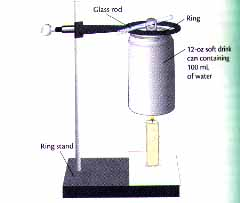 Glass rod
Ring
12-oz soft drink
can containing
100 mL
of water
Ring stand